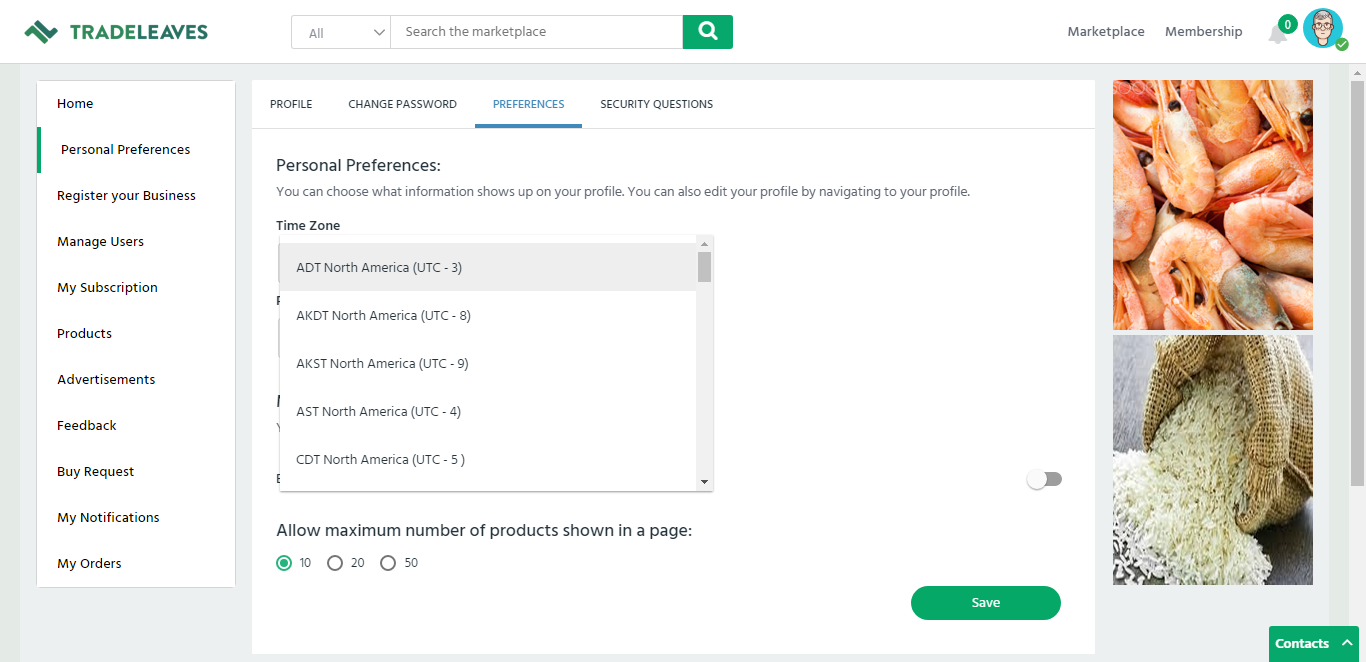 TRADELEAVES
All
Search the marketplace
Marketplace
Membership
0
Home
Personal Preferences
Register your Business
Manage Users
My Subscription
Products
Advertisements
Feedback
Buy Request
My Notifications
My Orders
PROFILE
CHANGE PASSWORD
PREFERENCES
SECURITY QUESTIONS
Personal Preferences:
You can choose what information shows up on your profile. You can also edit your profile by navigating to your profile.
Time Zone
ADT North America (UTC - 3)
AKDT North America (UTC - 8)
AKST North America (UTC - 9)
AST North America (UTC - 4)
CDT North America (UTC - 5 )
Allow maximum number of products shown in a page:
10
20
50
Save
Contacts